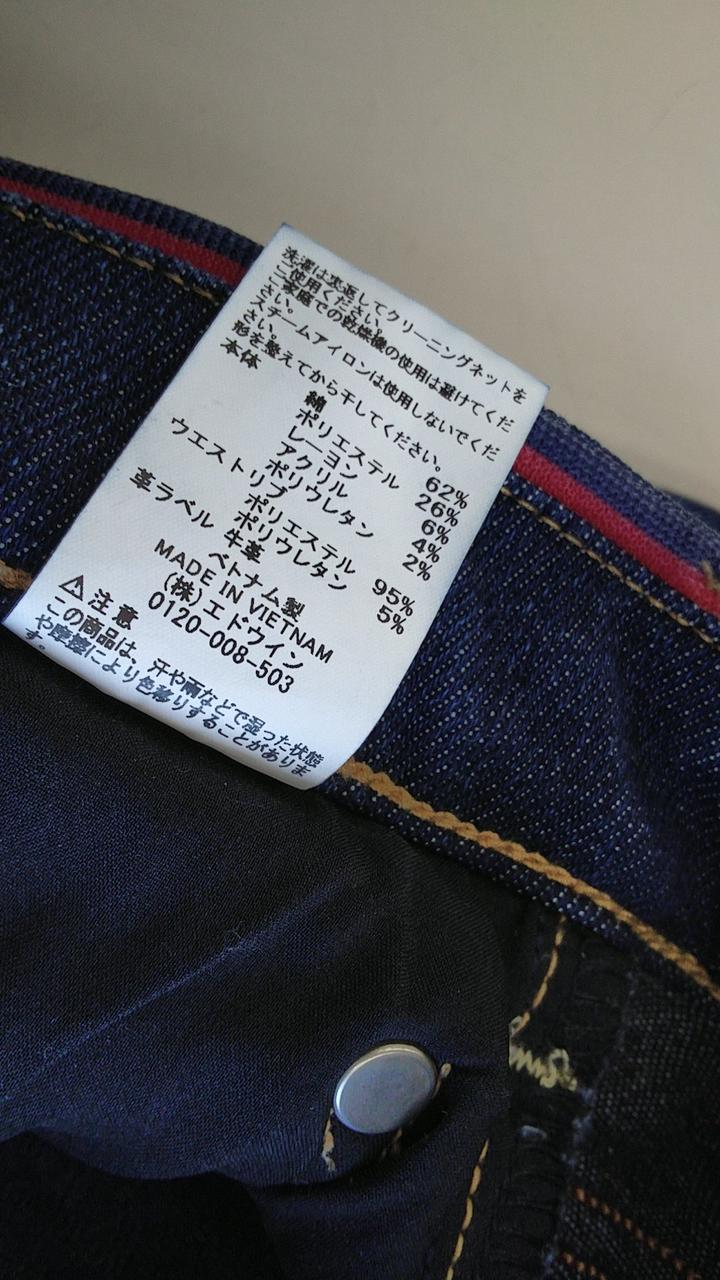 洗濯は裏返してクリーニングネットを
ご使用ください。
ご家庭での乾燥機の使用は避けてくだ
さい。
スチームアイロンは使用しないでくだ
さい。
形を整えてから干してください。
本体
綿 62%
ポリエステル 26%
レーヨン 6%
アクリル 4%
ポリウレタン 2%
ウエストリブ
ポリエステル 95%
ポリウレタン 5%
革ラベル 牛革
ベトナム製
MADE IN VIETNAM
(株)エドウイン
0120-008-503
⚠注意
この商品は、汗や雨などで湿った状態
や摩擦により色移りすることがありま
す。